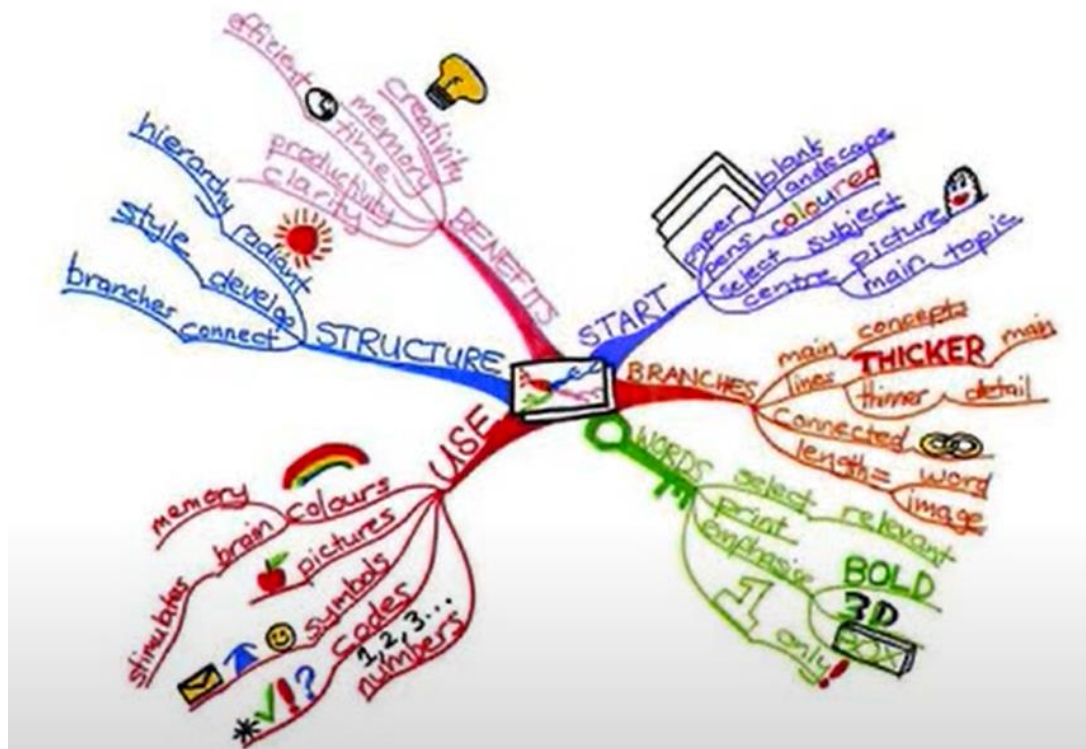 efficient
time
memory
creativity
productivity
clarity
BENEFITS
hierarchy
radiant
style
develop
branches
connect
STRUCTURE
START
paper
blank
landscape
pens coloured
select subject
centre picture
main topic
BRANCHES
main concepts
lines THICKER main
thinner detail
connected
length = word
image
WORDS
select relevant
print
emphasise
BOLD
3D
BOX
1 only!
USE
colours
memory
brain
stimulates
pictures
symbols
codes
✓!?
1, 2, 3...
numbers